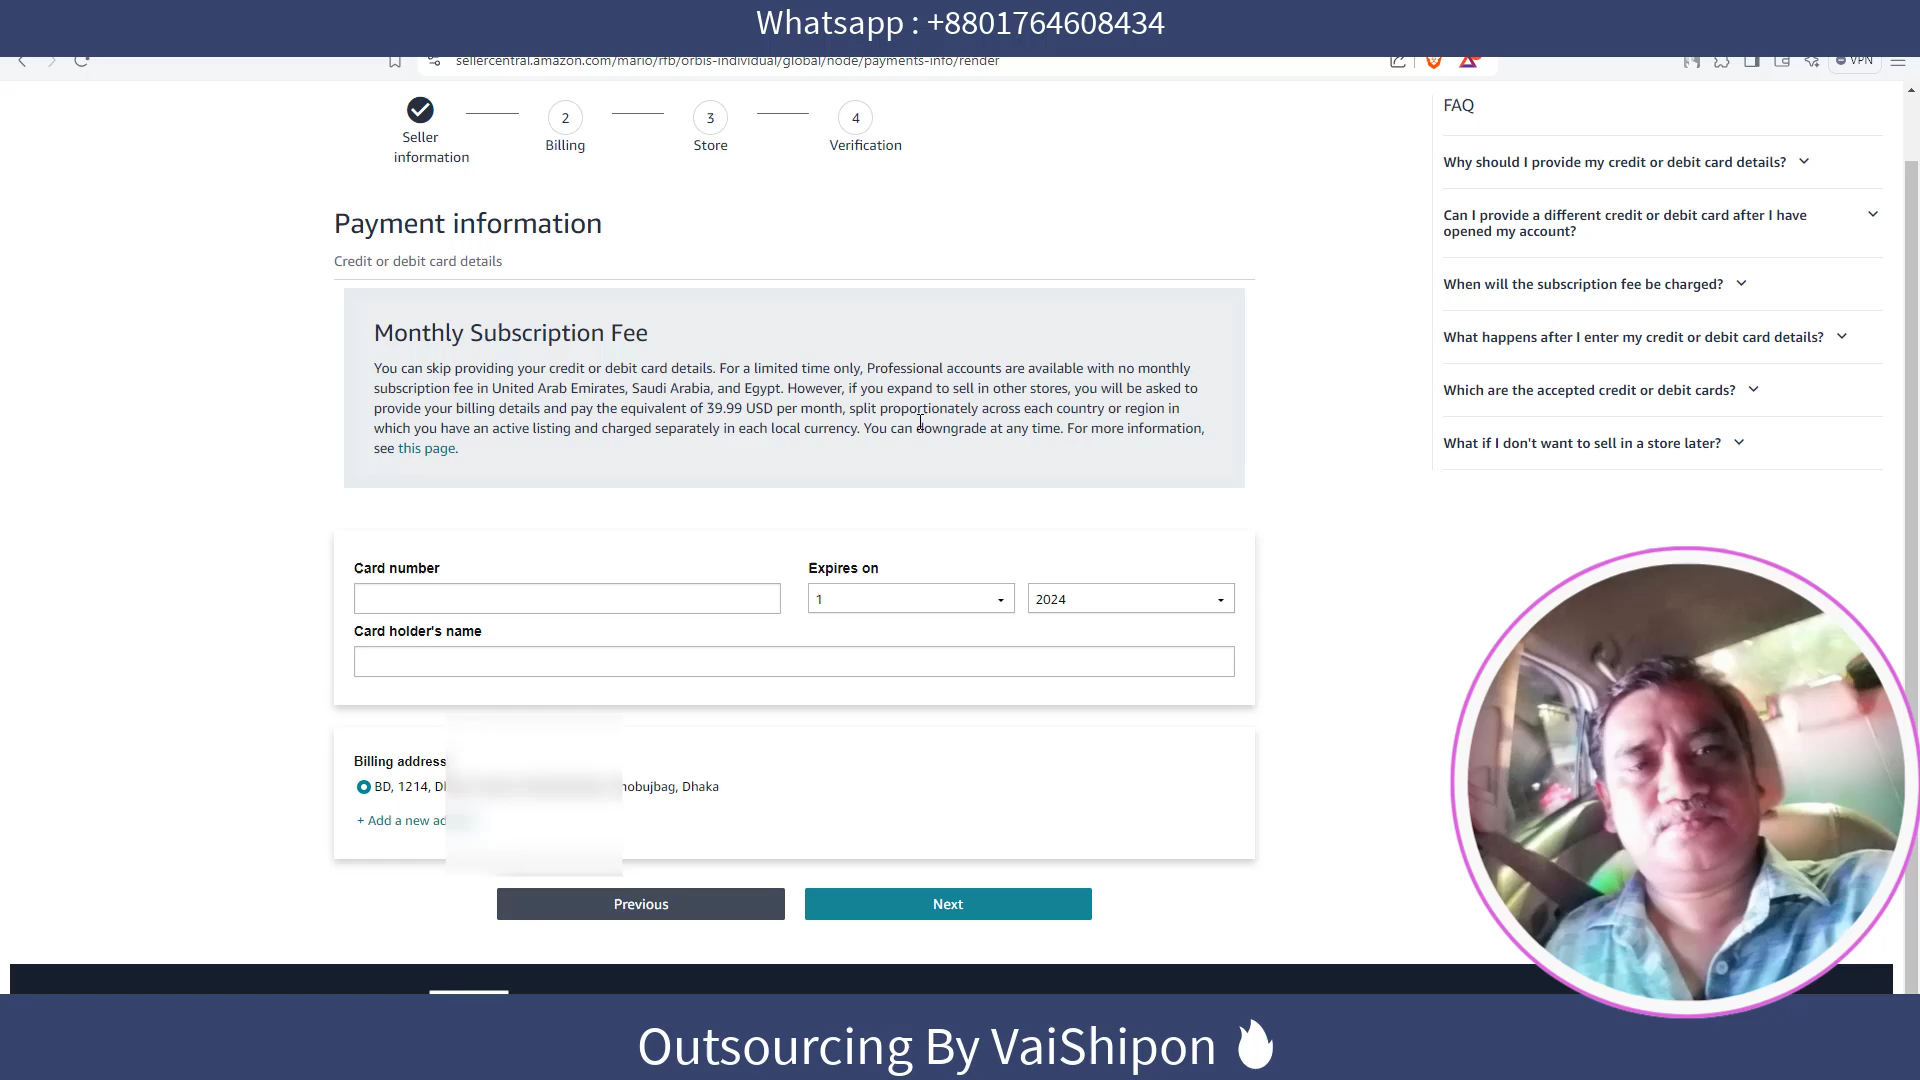 Whatsapp : +8801764608434
sellercentral.amazon.com/mario/rfb/orbis-individual/global/node/payments-info/render
VPN
Seller
information
2
Billing
3
Store
4
Verification
Payment information
Credit or debit card details
Monthly Subscription Fee
You can skip providing your credit or debit card details. For a limited time only, Professional accounts are available with no monthly
subscription fee in United Arab Emirates, Saudi Arabia, and Egypt. However, if you expand to sell in other stores, you will be asked to
provide your billing details and pay the equivalent of 39.99 USD per month, split proportionately across each country or region in
which you have an active listing and charged separately in each local currency. You can downgrade at any time. For more information,
see this page.
Card number
Expires on
1
2024
Card holder's name
Billing address
BD, 1214, Dhobujbag, Dhaka
+ Add a new ad
Previous
Next
FAQ
Why should I provide my credit or debit card details?
Can I provide a different credit or debit card after I have
opened my account?
When will the subscription fee be charged?
What happens after I enter my credit or debit card details?
Which are the accepted credit or debit cards?
What if I don't want to sell in a store later?
Outsourcing By VaiShipon